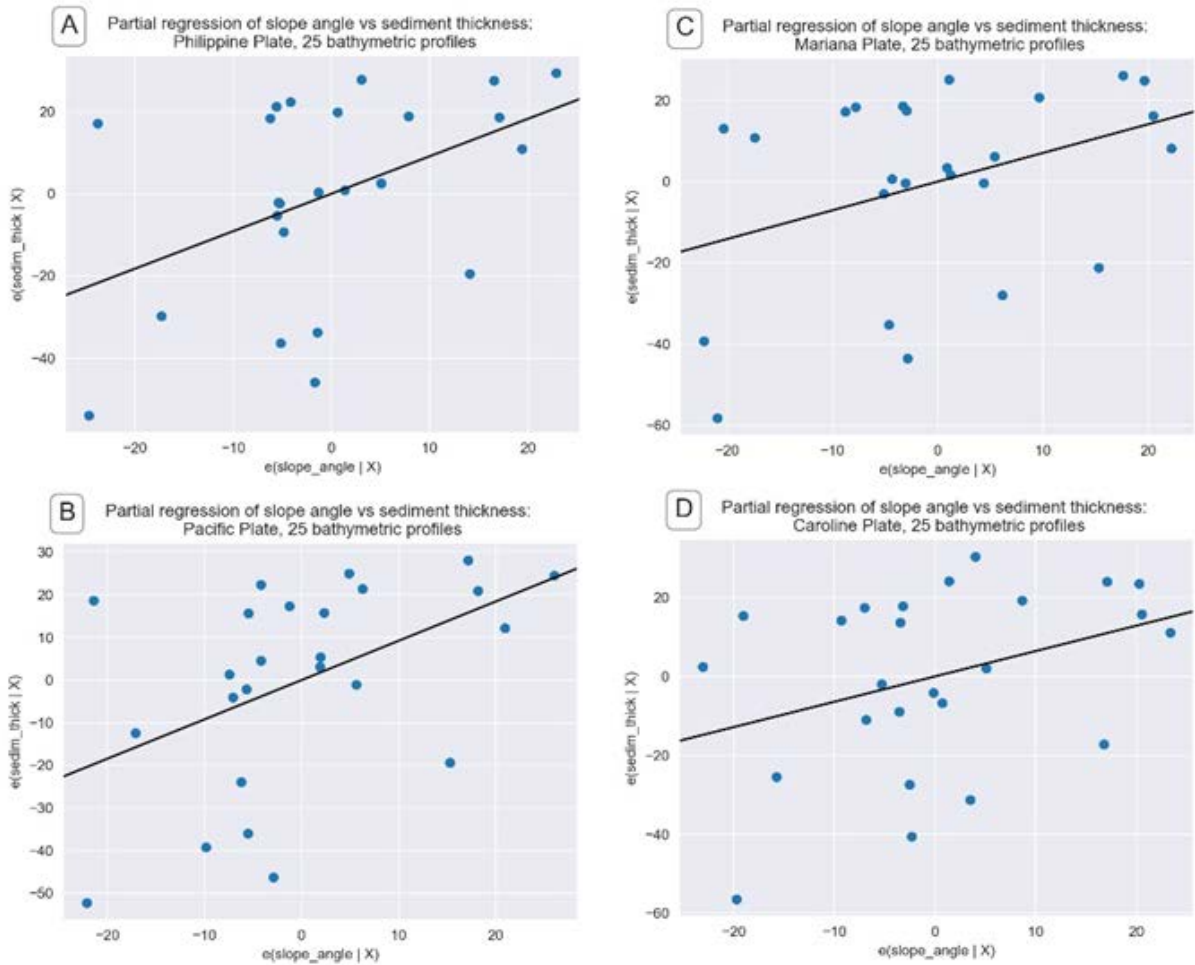 A
Partial regression of slope angle vs sediment thickness:
Philippine Plate, 25 bathymetric profiles
20
0
−20
−40
e(sedim_thick | X)
−20
−10
0
10
20
e(slope_angle | X)
C
Partial regression of slope angle vs sediment thickness:
Mariana Plate, 25 bathymetric profiles
20
0
−20
−40
−60
e(sedim_thick | X)
−20
−10
0
10
20
e(slope_angle | X)
B
Partial regression of slope angle vs sediment thickness:
Pacific Plate, 25 bathymetric profiles
30
20
10
0
−10
−20
−30
−40
−50
e(sedim_thick | X)
−20
−10
0
10
20
e(slope_angle | X)
D
Partial regression of slope angle vs sediment thickness:
Caroline Plate, 25 bathymetric profiles
20
0
−20
−40
−60
e(sedim_thick | X)
−20
−10
0
10
20
e(slope_angle | X)